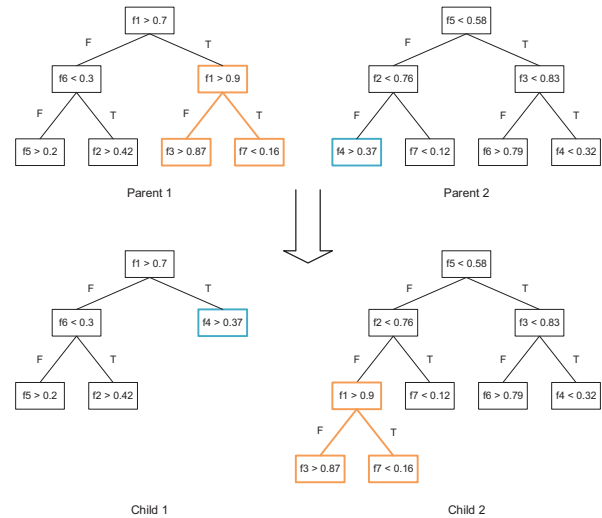 f1 > 0.7
f5 < 0.58
F
T
F
T
f6 < 0.3
f1 > 0.9
f2 < 0.76
f3 < 0.83
F
T
F
T
F
T
F
T
f5 > 0.2
f2 > 0.42
f3 > 0.87
f7 < 0.16
f4 > 0.37
f7 < 0.12
f6 > 0.79
f4 < 0.32
Parent 1
Parent 2
f1 > 0.7
f5 < 0.58
F
T
F
T
f6 < 0.3
f4 > 0.37
f2 < 0.76
f3 < 0.83
F
T
F
T
F
T
f5 > 0.2
f2 > 0.42
f1 > 0.9
f7 < 0.12
f6 > 0.79
f4 < 0.32
F
T
f3 > 0.87
f7 < 0.16
Child 1
Child 2